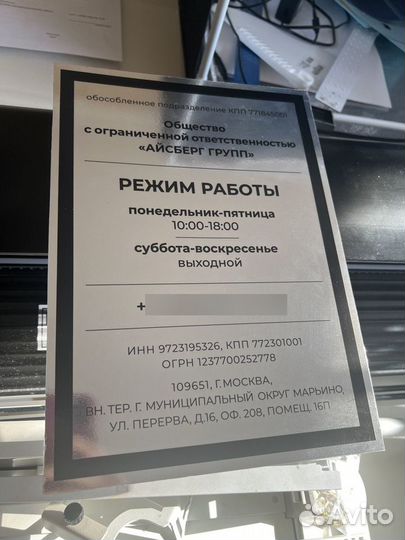 обособленное подразделение КПП 771845001
Общество
с ограниченной ответственностью
«АЙСБЕРГ ГРУПП»
РЕЖИМ РАБОТЫ
понедельник-пятница
10:00-18:00
суббота-воскресенье
выходной
+
ИНН 9723195326, КПП 772301001
ОГРН 1237700252778
109651, Г.МОСКВА,
ВН. ТЕР. Г. МУНИЦИПАЛЬНЫЙ ОКРУГ МАРЬИНО,
УЛ. ПЕРЕРВА, Д.16, ОФ. 208, ПОМЕЩ. 16П
Avito